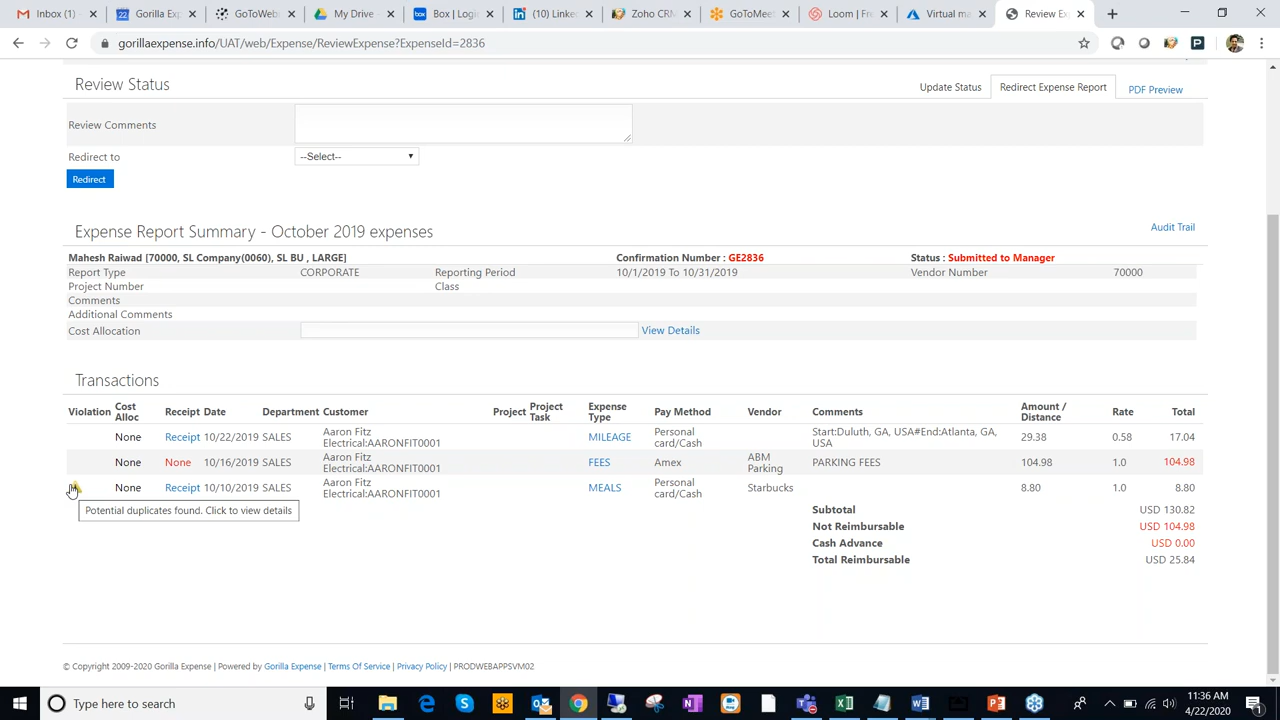 Inbox (1)
Gorilla Exp
GoToWeb
My Drive
Box | Logi
(10) Linke
Zoho CRM
GoToMeet
Loom | Fre
Virtual ma
Review Ex
gorillaexpense.info/UAT/web/Expense/ReviewExpense?ExpenseId=2836
Review Status
Update Status
Redirect Expense Report
PDF Preview
Review Comments
Redirect to
--Select--
Redirect
Expense Report Summary - October 2019 expenses
Audit Trail
Mahesh Raiwad [70000, SL Company(0060), SL BU , LARGE]
Confirmation Number : GE2836
Status : Submitted to Manager
Report Type CORPORATE Reporting Period 10/1/2019 To 10/31/2019 Vendor Number 70000
Project Number Class
Comments
Additional Comments
Cost Allocation View Details
Transactions
Violation Cost Alloc Receipt Date Department Customer Project Project Task Expense Type Pay Method Vendor Comments Amount / Distance Rate Total
None Receipt 10/22/2019 SALES Aaron Fitz Electrical:AARONFIT0001 MILEAGE Personal card/Cash Start:Duluth, GA, USA#End:Atlanta, GA, USA 29.38 0.58 17.04
None None 10/16/2019 SALES Aaron Fitz Electrical:AARONFIT0001 FEES Amex ABM Parking PARKING FEES 104.98 1.0 104.98
None Receipt 10/10/2019 SALES Aaron Fitz Electrical:AARONFIT0001 MEALS Personal card/Cash Starbucks 8.80 1.0 8.80
Potential duplicates found. Click to view details
Subtotal USD 130.82
Not Reimbursable USD 104.98
Cash Advance USD 0.00
Total Reimbursable USD 25.84
© Copyright 2009-2020 Gorilla Expense | Powered by Gorilla Expense | Terms Of Service | Privacy Policy | PRODWEBAPPSVM02
Type here to search
11:36 AM
4/22/2020